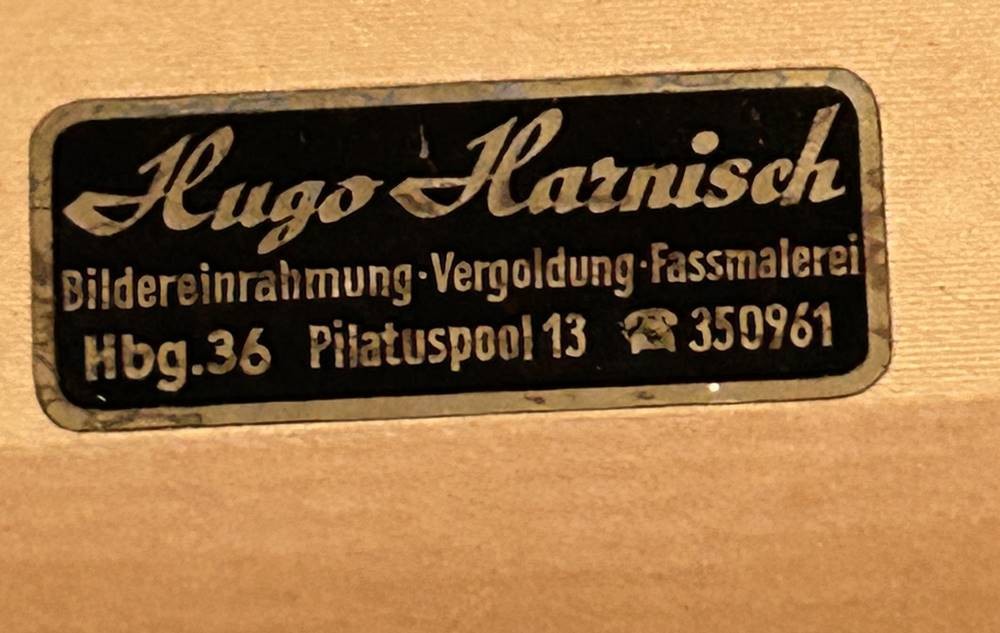 Hugo Harnisch
Bildereinrahmung·Vergoldung·Fassmalerei
Hbg.36 Pilatuspool 13 ☎ 350961